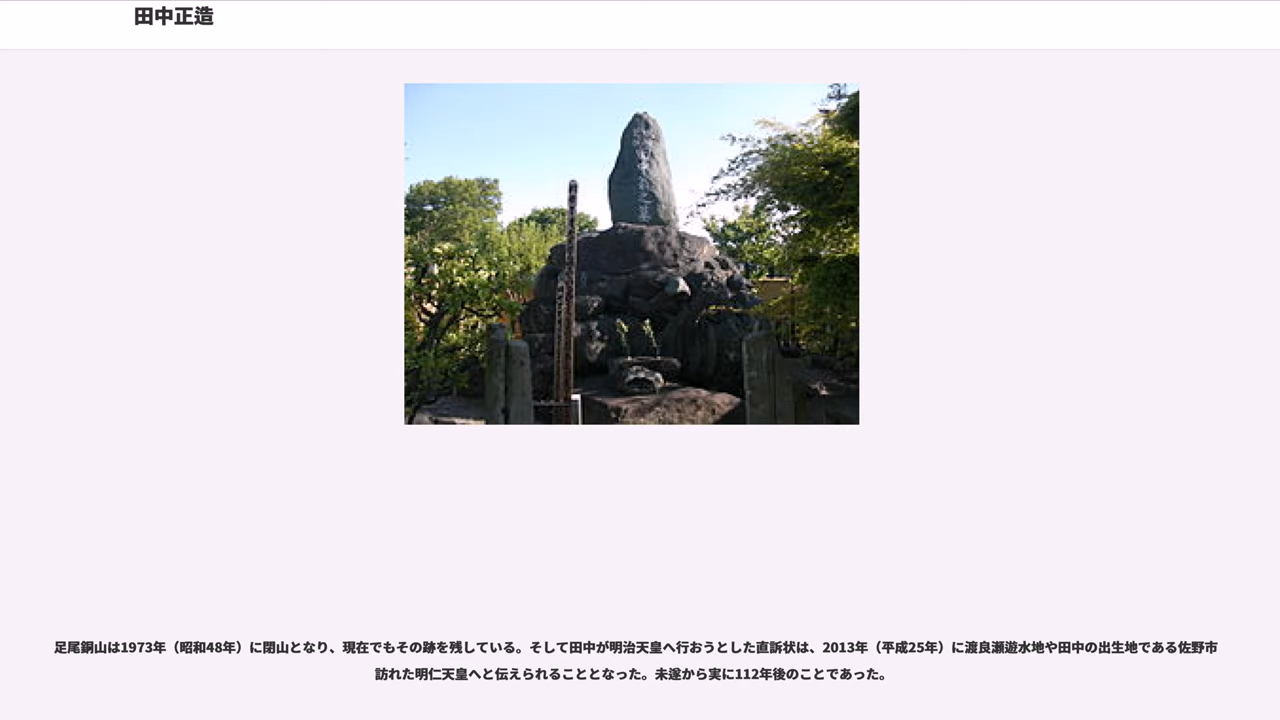 田中正造
足尾銅山は1973年（昭和48年）に閉山となり、現在でもその跡を残している。そして田中が明治天皇へ行おうとした直訴状は、2013年（平成25年）に渡良瀬遊水地や田中の出生地である佐野市
訪れた明仁天皇へと伝えられることとなった。未遂から実に112年後のことであった。